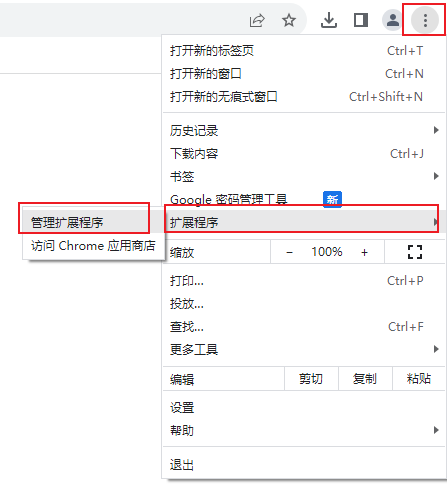 打开新的标签页 Ctrl+T
打开新的窗口 Ctrl+N
打开新的无痕式窗口 Ctrl+Shift+N
历史记录
下载内容 Ctrl+J
书签
Google 密码管理工具 新
管理扩展程序 扩展程序
访问 Chrome 应用商店
缩放 − 100% +
打印... Ctrl+P
投放...
查找... Ctrl+F
更多工具
编辑 剪切 复制 粘贴
设置
帮助
退出